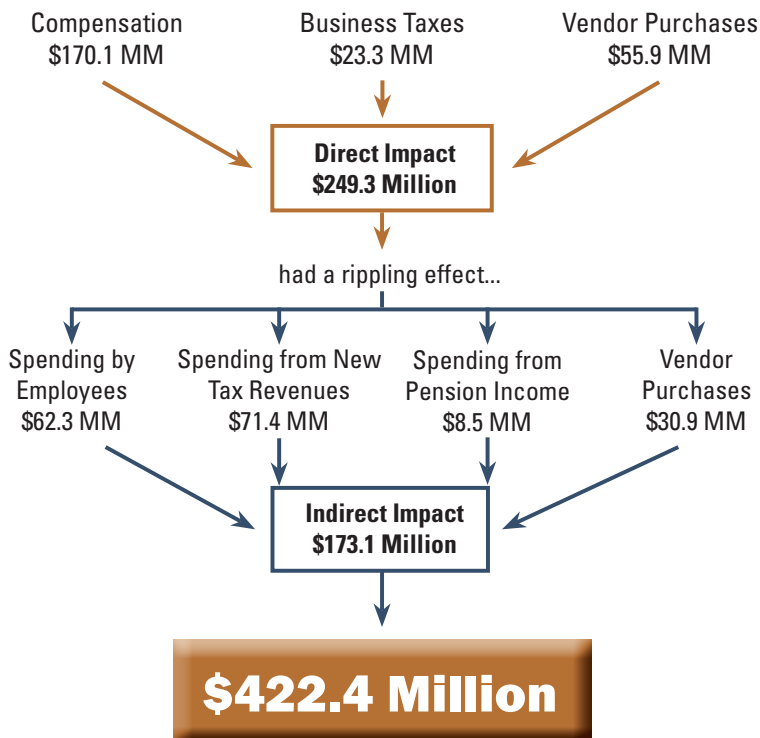 Compensation
$170.1 MM
Business Taxes
$23.3 MM
Vendor Purchases
$55.9 MM
Direct Impact
$249.3 Million
had a rippling effect...
Spending by
Employees
$62.3 MM
Spending from New
Tax Revenues
$71.4 MM
Spending from
Pension Income
$8.5 MM
Vendor
Purchases
$30.9 MM
Indirect Impact
$173.1 Million
$422.4 Million